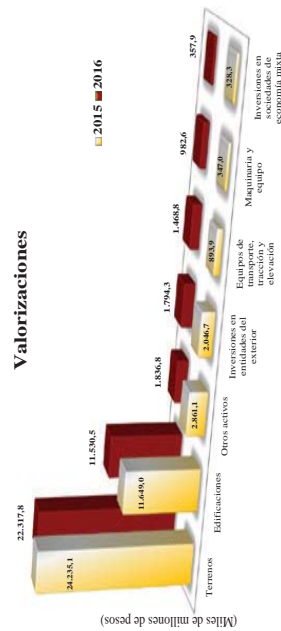 Valorizaciones
2015 2016
(Miles de millones de pesos)
22.317,8
11.530,5
1.836,8
1.794,3
1.468,8
982,6
357,9
24.235,1
11.649,0
2.861,1
2.046,7
893,9
347,0
328,3
Terrenos
Edificaciones
Otros activos
Inversiones en
entidades del
exterior
Equipos de
transporte,
tracción y
elevación
Maquinaria y
equipo
Inversiones en
sociedades de
economía mixta